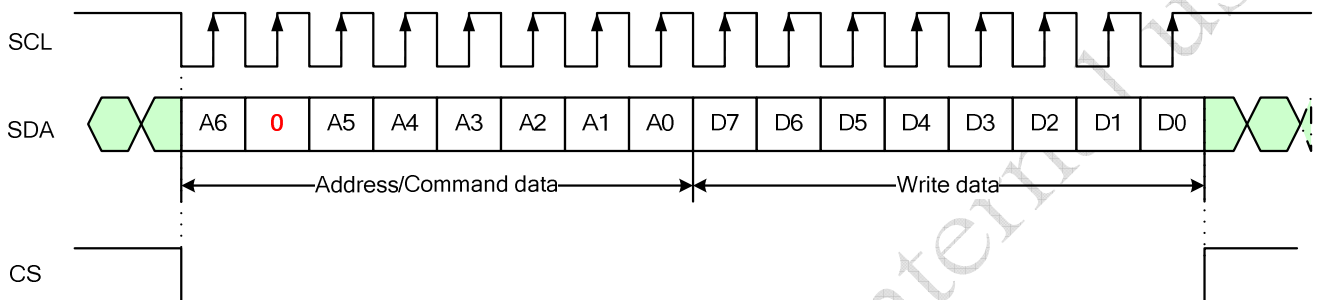 SCL
SDA A6 0 A5 A4 A3 A2 A1 A0 D7 D6 D5 D4 D3 D2 D1 D0
Address/Command data Write data
CS